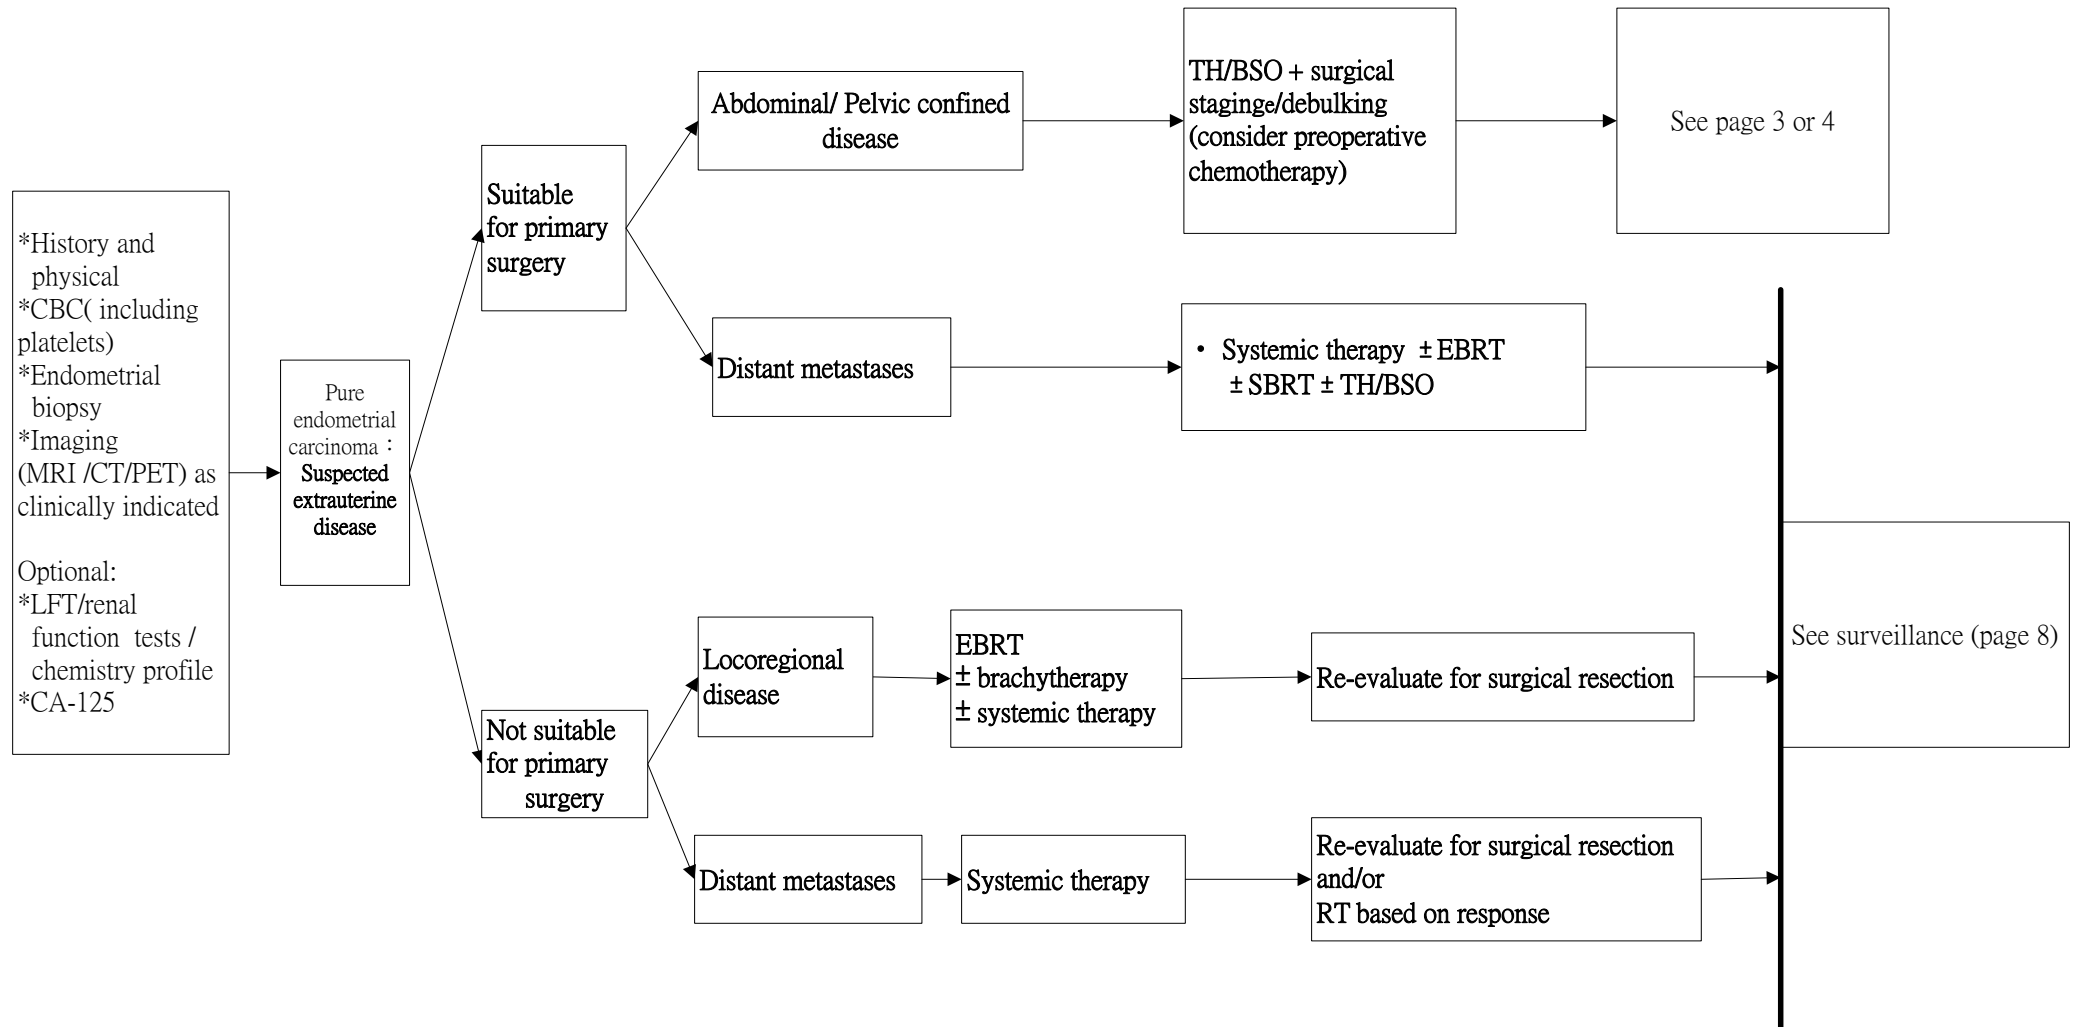 *History and
physical
*CBC( including
platelets)
*Endometrial
biopsy
*Imaging
(MRI /CT/PET) as
clinically indicated
Optional:
*LFT/renal
function tests /
chemistry profile
*CA-125
Pure
endometrial
carcinoma：
Suspected
extrauterine
disease
Suitable
for primary
surgery
Abdominal/ Pelvic confined
disease
TH/BSO + surgical
staginge/debulking
(consider preoperative
chemotherapy)
See page 3 or 4
Distant metastases
• Systemic therapy ±EBRT
±SBRT ± TH/BSO
Not suitable
for primary
surgery
Locoregional
disease
EBRT
± brachytherapy
± systemic therapy
Re-evaluate for surgical resection
Distant metastases
Systemic therapy
Re-evaluate for surgical resection
and/or
RT based on response
See surveillance (page 8)